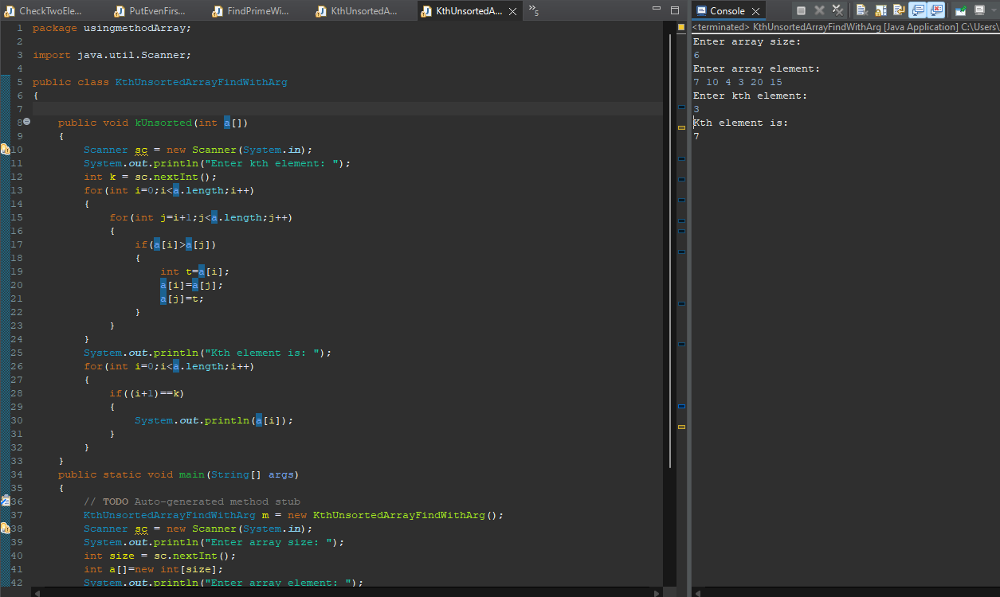 CheckTwoEle... PutEvenFirs... FindPrimeWi... KthUnsortedA... KthUnsortedA... »5
Console
<terminated> KthUnsortedArrayFindWithArg [Java Application] C:\Users\
1 package usingmethodArray;
2
3 import java.util.Scanner;
4
5 public class KthUnsortedArrayFindWithArg
6 {
7
8 public void kUnsorted(int a[])
9 {
10 Scanner sc = new Scanner(System.in);
11 System.out.println("Enter kth element: ");
12 int k = sc.nextInt();
13 for(int i=0;i<a.length;i++)
14 {
15 for(int j=i+1;j<a.length;j++)
16 {
17 if(a[i]>a[j])
18 {
19 int t=a[i];
20 a[i]=a[j];
21 a[j]=t;
22 }
23 }
24 }
25 System.out.println("Kth element is: ");
26 for(int i=0;i<a.length;i++)
27 {
28 if((i+1)==k)
29 {
30 System.out.println(a[i]);
31 }
32 }
33 }
34 public static void main(String[] args)
35 {
36 // TODO Auto-generated method stub
37 KthUnsortedArrayFindWithArg m = new KthUnsortedArrayFindWithArg();
38 Scanner sc = new Scanner(System.in);
39 System.out.println("Enter array size: ");
40 int size = sc.nextInt();
41 int a[]=new int[size];
42 System.out.println("Enter array element: ");
Enter array size:
6
Enter array element:
7 10 4 3 20 15
Enter kth element:
3
Kth element is:
7